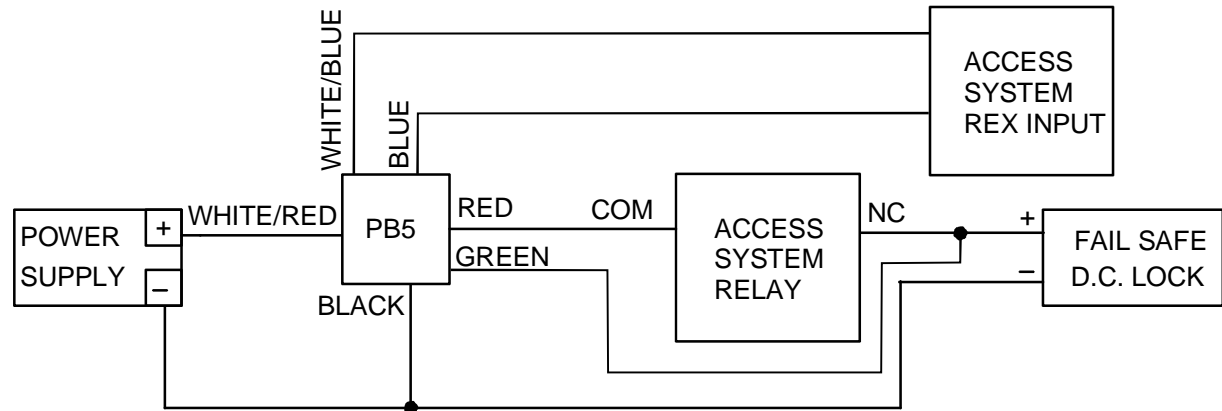 WHITE/BLUE
BLUE
ACCESS
SYSTEM
REX INPUT
POWER
SUPPLY
+
–
WHITE/RED
PB5
RED
GREEN
BLACK
COM
ACCESS
SYSTEM
RELAY
NC
+
–
FAIL SAFE
D.C. LOCK